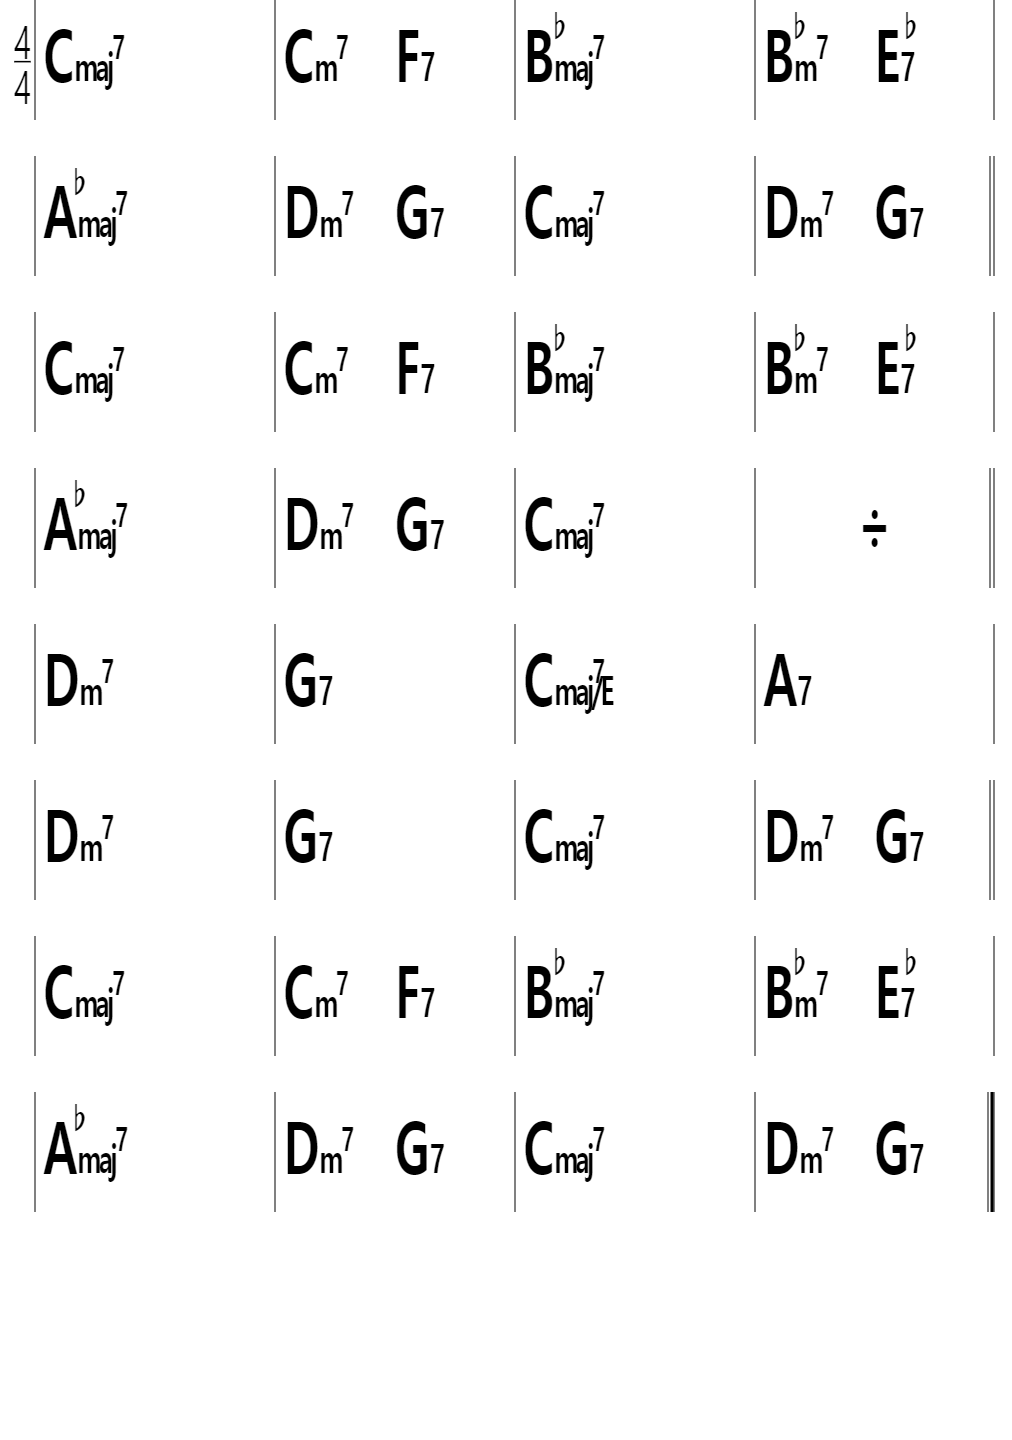 4/4 Cmaj7 Cm7 F7 B♭maj7 B♭m7 E♭7
A♭maj7 Dm7 G7 Cmaj7 Dm7 G7
Cmaj7 Cm7 F7 B♭maj7 B♭m7 E♭7
A♭maj7 Dm7 G7 Cmaj7 ÷
Dm7 G7 Cmaj7/E A7
Dm7 G7 Cmaj7 Dm7 G7
Cmaj7 Cm7 F7 B♭maj7 B♭m7 E♭7
A♭maj7 Dm7 G7 Cmaj7 Dm7 G7